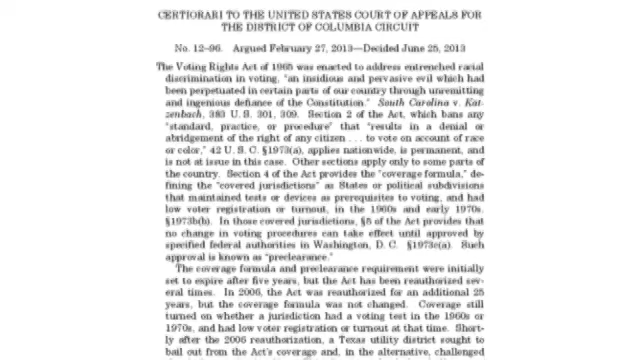 CERTIORARI TO THE UNITED STATES COURT OF APPEALS FOR
THE DISTRICT OF COLUMBIA CIRCUIT
No. 12–96. Argued February 27, 2013—Decided June 25, 2013
The Voting Rights Act of 1965 was enacted to address entrenched racial
discrimination in voting, “an insidious and pervasive evil which had
been perpetuated in certain parts of our country through unremitting
and ingenious defiance of the Constitution.” South Carolina v. Kat-
zenbach, 383 U. S. 301, 309. Section 2 of the Act, which bans any
“standard, practice, or procedure” that “results in a denial or
abridgement of the right of any citizen . . . to vote on account of race
or color,” 42 U. S. C. §1973(a), applies nationwide, is permanent, and
is not at issue in this case. Other sections apply only to some parts of
the country. Section 4 of the Act provides the “coverage formula,” de-
fining the “covered jurisdictions” as States or political subdivisions
that maintained tests or devices as prerequisites to voting, and had
low voter registration or turnout, in the 1960s and early 1970s.
§1973b(b). In those covered jurisdictions, §5 of the Act provides that
no change in voting procedures can take effect until approved by
specified federal authorities in Washington, D. C. §1973c(a). Such
approval is known as “preclearance.”
The coverage formula and preclearance requirement were initially
set to expire after five years, but the Act has been reauthorized sev-
eral times. In 2006, the Act was reauthorized for an additional 25
years, but the coverage formula was not changed. Coverage still
turned on whether a jurisdiction had a voting test in the 1960s or
1970s, and had low voter registration or turnout at that time. Short-
ly after the 2006 reauthorization, a Texas utility district sought to
bail out from the Act’s coverage and, in the alternative, challenged